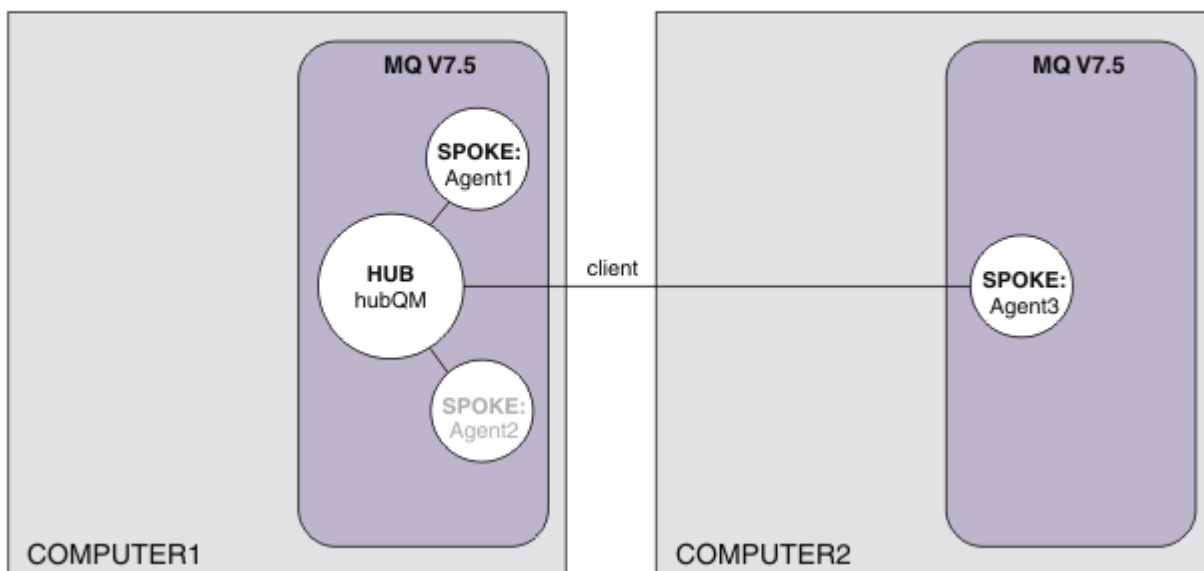 MQ V7.5
SPOKE:
Agent1
HUB
hubQM
SPOKE:
Agent2
COMPUTER1
client
MQ V7.5
SPOKE:
Agent3
COMPUTER2